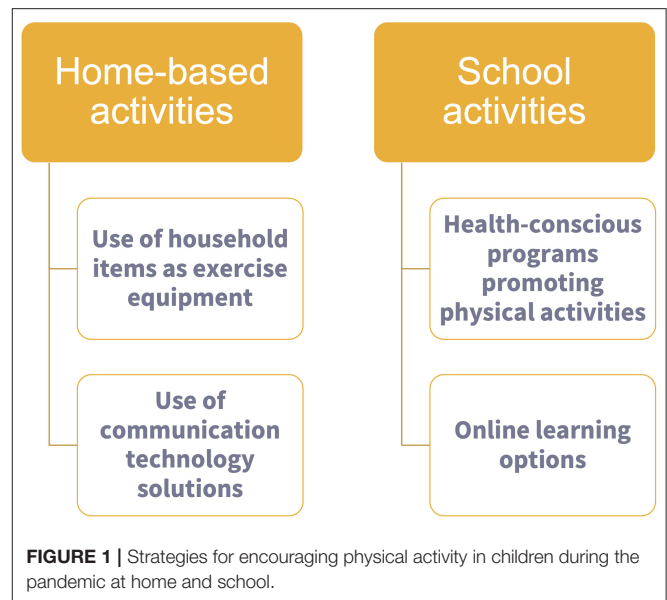 Home-based
activities
Use of household
items as exercise
equipment
Use of
communication
technology
solutions
School
activities
Health-conscious
programs
promoting
physical activities
Online learning
options
FIGURE 1 | Strategies for encouraging physical activity in children during the
pandemic at home and school.